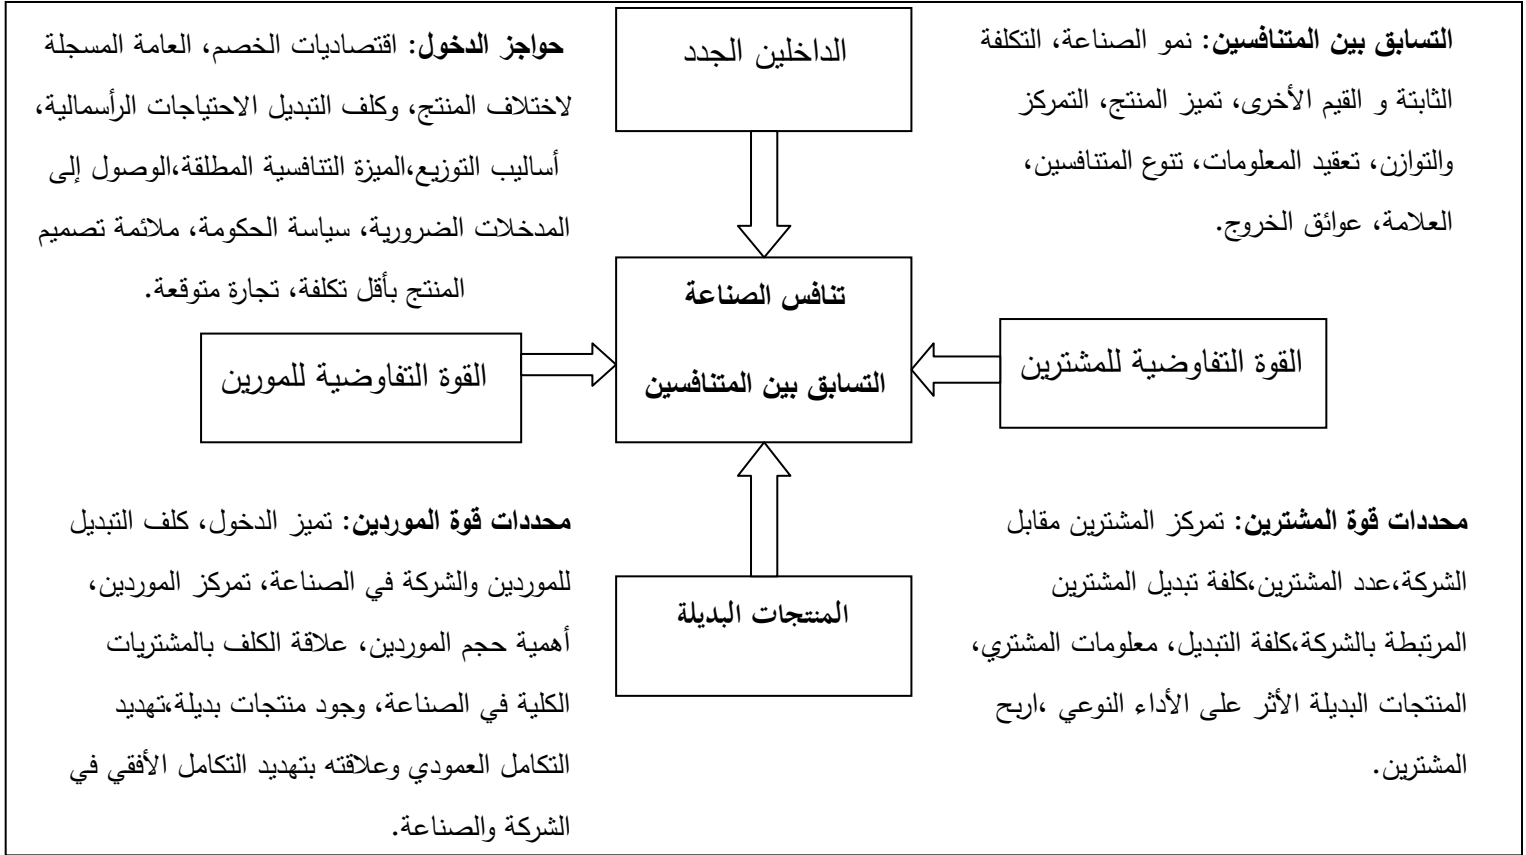 الداخلين الجدد
التسابق بين المتنافسين: نمو الصناعة، التكلفة
الثابتة و القيم الأخرى، تميز المنتج، التمركز
والتوازن، تعقيد المعلومات، تنوع المتنافسين،
العلامة، عوائق الخروج.
حواجز الدخول: اقتصاديات الخصم، العامة المسجلة
لاختلاف المنتج، وكلف التبديل الاحتياجات الرأسمالية،
أساليب التوزيع،الميزة التنافسية المطلقة،الوصول إلى
المدخلات الضرورية، سياسة الحكومة، ملائمة تصميم
المنتج بأقل تكلفة، تجارة متوقعة.
القوة التفاوضية للمشترين
تنافس الصناعة
التسابق بين المتنافسين
القوة التفاوضية للمورين
محددات قوة المشترين: تمركز المشترين مقابل
الشركة،عدد المشترين،كلفة تبديل المشترين
المرتبطة بالشركة،كلفة التبديل، معلومات المشتري،
المنتجات البديلة الأثر على الأداء النوعي ،اربح
المشترين.
المنتجات البديلة
محددات قوة الموردين: تميز الدخول، كلف التبديل
للموردين والشركة في الصناعة، تمركز الموردين،
أهمية حجم الموردين، علاقة الكلف بالمشتريات
الكلية في الصناعة، وجود منتجات بديلة،تهديد
التكامل العمودي وعلاقته بتهديد التكامل الأفقي في
الشركة والصناعة.